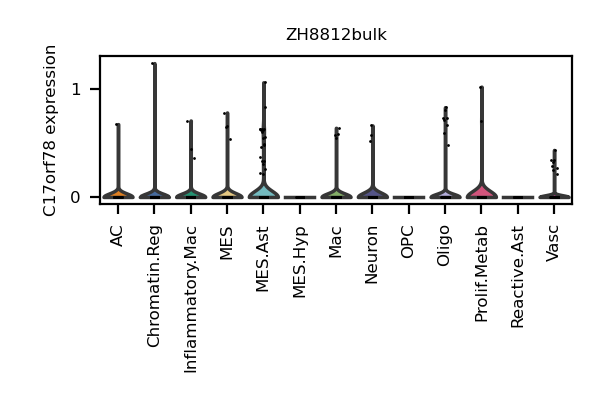 ZH8812bulk
C17orf78 expression
1
0
AC
Chromatin.Reg
Inflammatory.Mac
MES
MES.Ast
MES.Hyp
Mac
Neuron
OPC
Oligo
Prolif.Metab
Reactive.Ast
Vasc